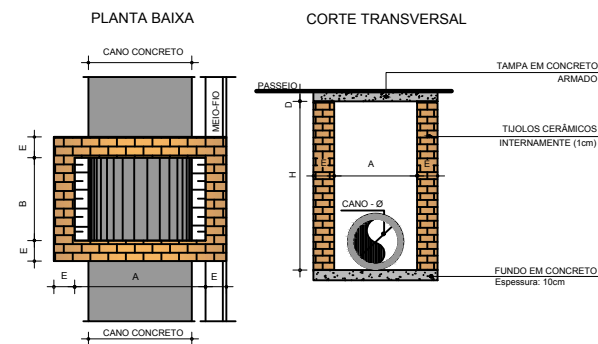 PLANTA BAIXA
CANO CONCRETO
MEIO-FIO
E
B
E
E
A
E
CANO CONCRETO
CORTE TRANSVERSAL
PASSEIO
TAMPA EM CONCRETO
ARMADO
D
TIJOLOS CERÂMICOS
INTERNAMENTE (1cm)
E
A
E
H
CANO - Ø
FUNDO EM CONCRETO
Espessura: 10cm